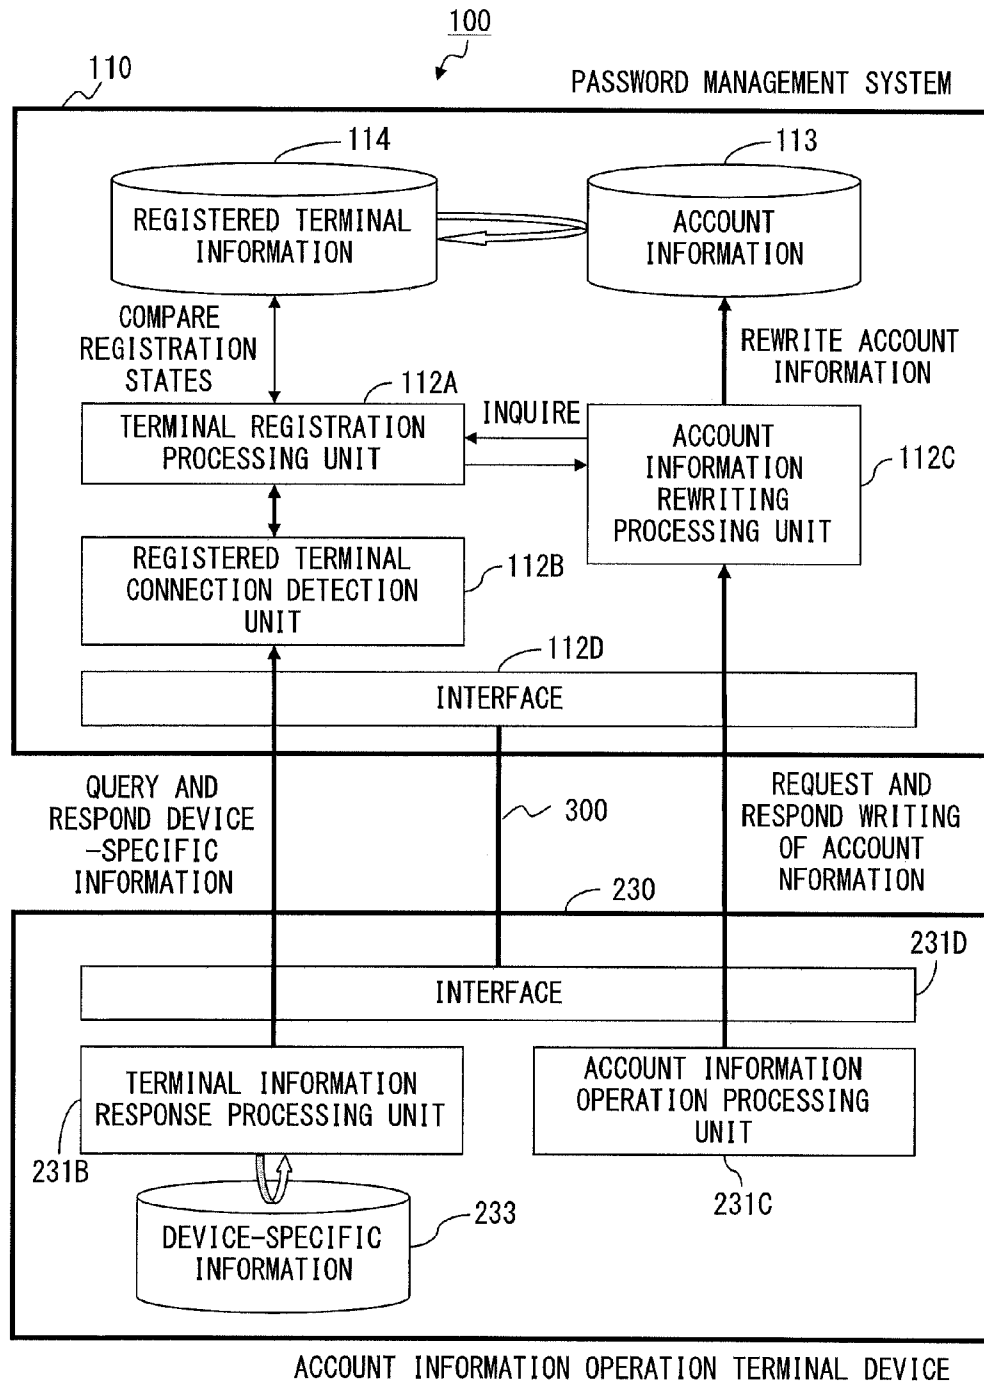 100
110
PASSWORD MANAGEMENT SYSTEM
114
113
REGISTERED TERMINAL
INFORMATION
ACCOUNT
INFORMATION
COMPARE
REGISTRATION
STATES
REWRITE ACCOUNT
INFORMATION
112A
INQUIRE
TERMINAL REGISTRATION
PROCESSING UNIT
ACCOUNT
INFORMATION
REWRITING
PROCESSING UNIT
112C
REGISTERED TERMINAL
CONNECTION DETECTION
UNIT
112B
112D
INTERFACE
QUERY AND
RESPOND DEVICE
-SPECIFIC
INFORMATION
300
REQUEST AND
RESPOND WRITING
OF ACCOUNT
NFORMATION
230
231D
INTERFACE
TERMINAL INFORMATION
RESPONSE PROCESSING UNIT
231B
ACCOUNT INFORMATION
OPERATION PROCESSING
UNIT
231C
DEVICE-SPECIFIC
INFORMATION
233
ACCOUNT INFORMATION OPERATION TERMINAL DEVICE